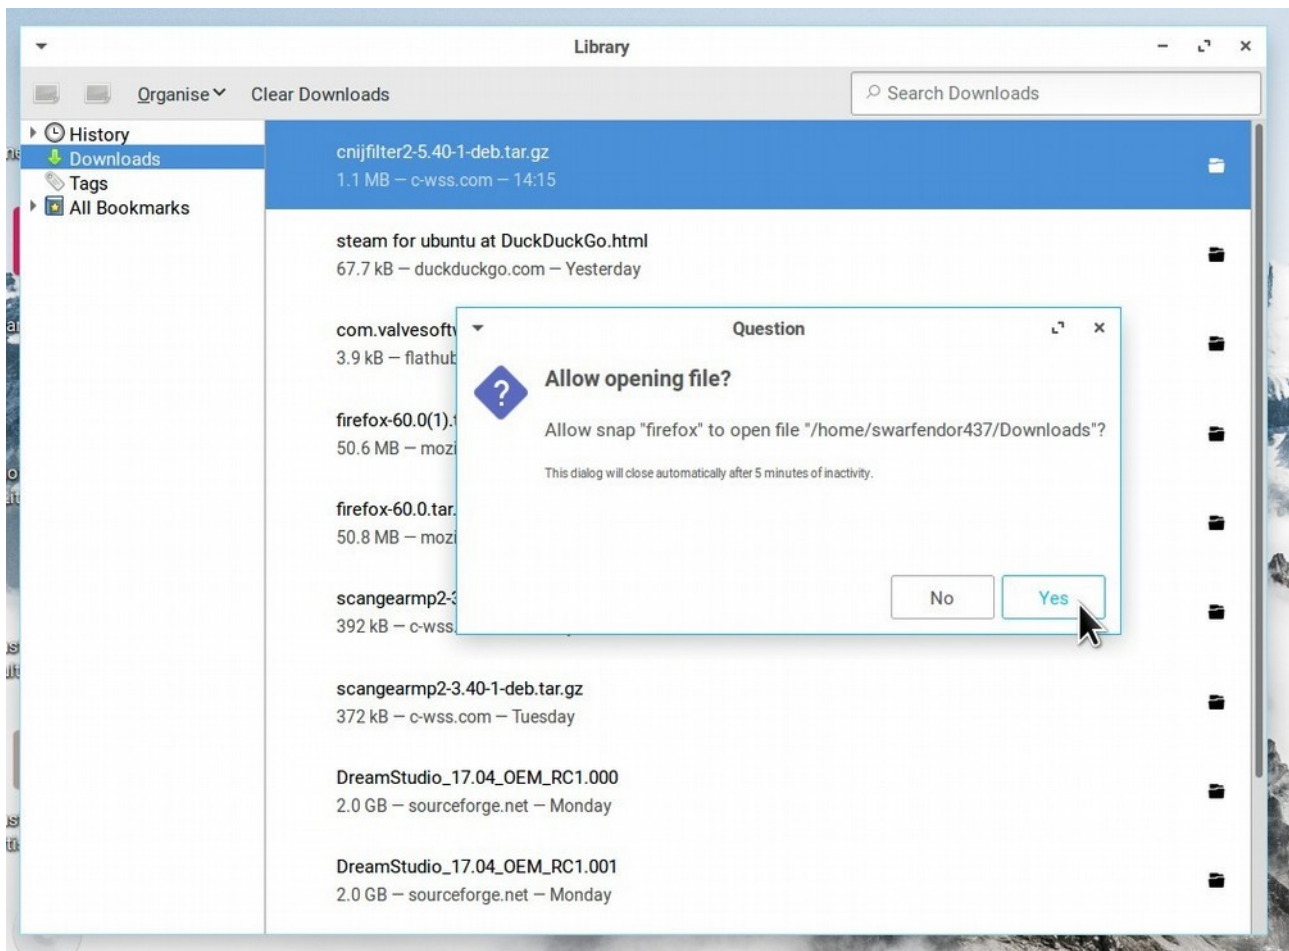 Library
Organise
Clear Downloads
Search Downloads
History
Downloads
Tags
All Bookmarks
cnijfilter2-5.40-1-deb.tar.gz
1.1 MB — c-wss.com — 14:15
steam for ubuntu at DuckDuckGo.html
67.7 kB — duckduckgo.com — Yesterday
com.valvesoft
3.9 kB — flathub
firefox-60.0(1).
50.6 MB — mozi
firefox-60.0.tar.
50.8 MB — mozi
scangearmp2-3
392 kB — c-wss.
Question
Allow opening file?
Allow snap "firefox" to open file "/home/swarfendor437/Downloads"?
This dialog will close automatically after 5 minutes of inactivity.
No
Yes
scangearmp2-3.40-1-deb.tar.gz
372 kB — c-wss.com — Tuesday
DreamStudio_17.04_OEM_RC1.000
2.0 GB — sourceforge.net — Monday
DreamStudio_17.04_OEM_RC1.001
2.0 GB — sourceforge.net — Monday